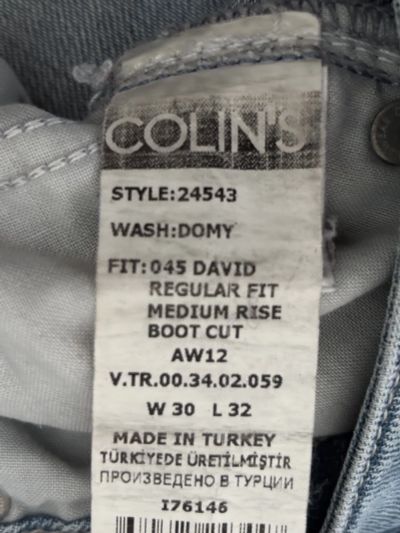 COLIN'S
STYLE:24543
WASH:DOMY
FIT:045 DAVID
REGULAR FIT
MEDIUM RISE
BOOT CUT
AW12
V.TR.00.34.02.059
W 30 L 32
MADE IN TURKEY
TÜRKİYEDE ÜRETİLMİŞTİR
ПРОИЗВЕДЕНО В ТУРЦИИ
I76146